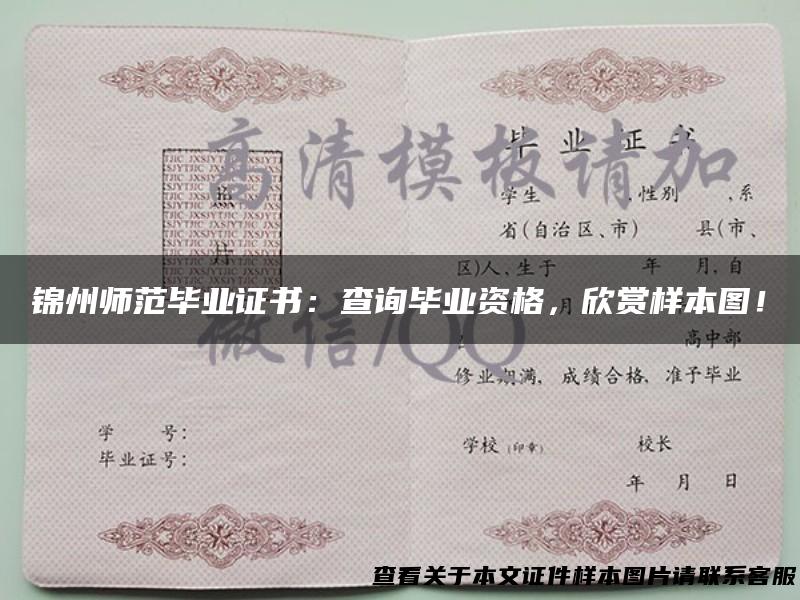 高清模板请加
毕业证书
学生 ,性别 ,系
省(自治区、市) 县(市、
区)人,生于 年 月,自
锦州师范毕业证书：查询毕业资格，欣赏样本图！
月
微信/QQ
高中部
修业期满, 成绩合格, 准予毕业
照
片
学 号：
毕业证号：
学校(印章) 校长
年 月 日
查看关于本文证件样本图片请联系客服